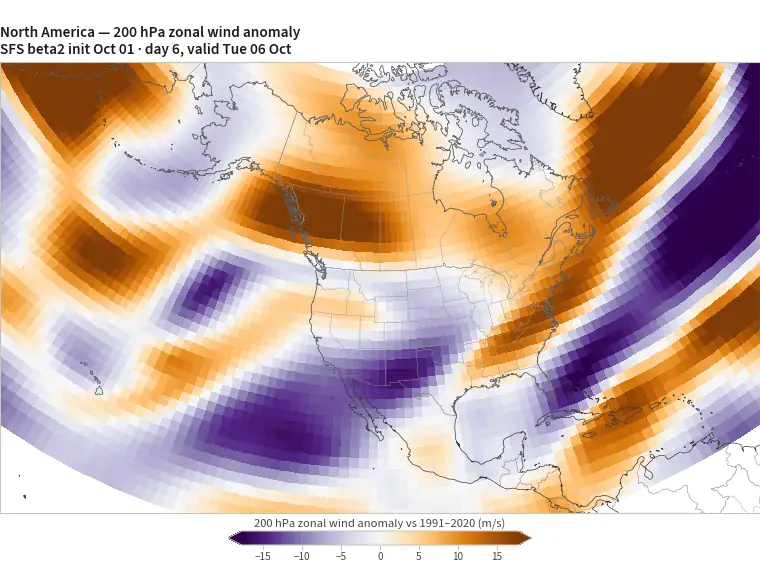 North America — 200 hPa zonal wind anomaly
SFS beta2 init Oct 01 · day 6, valid Tue 06 Oct
200 hPa zonal wind anomaly vs 1991–2020 (m/s)
−15 −10 −5 0 5 10 15